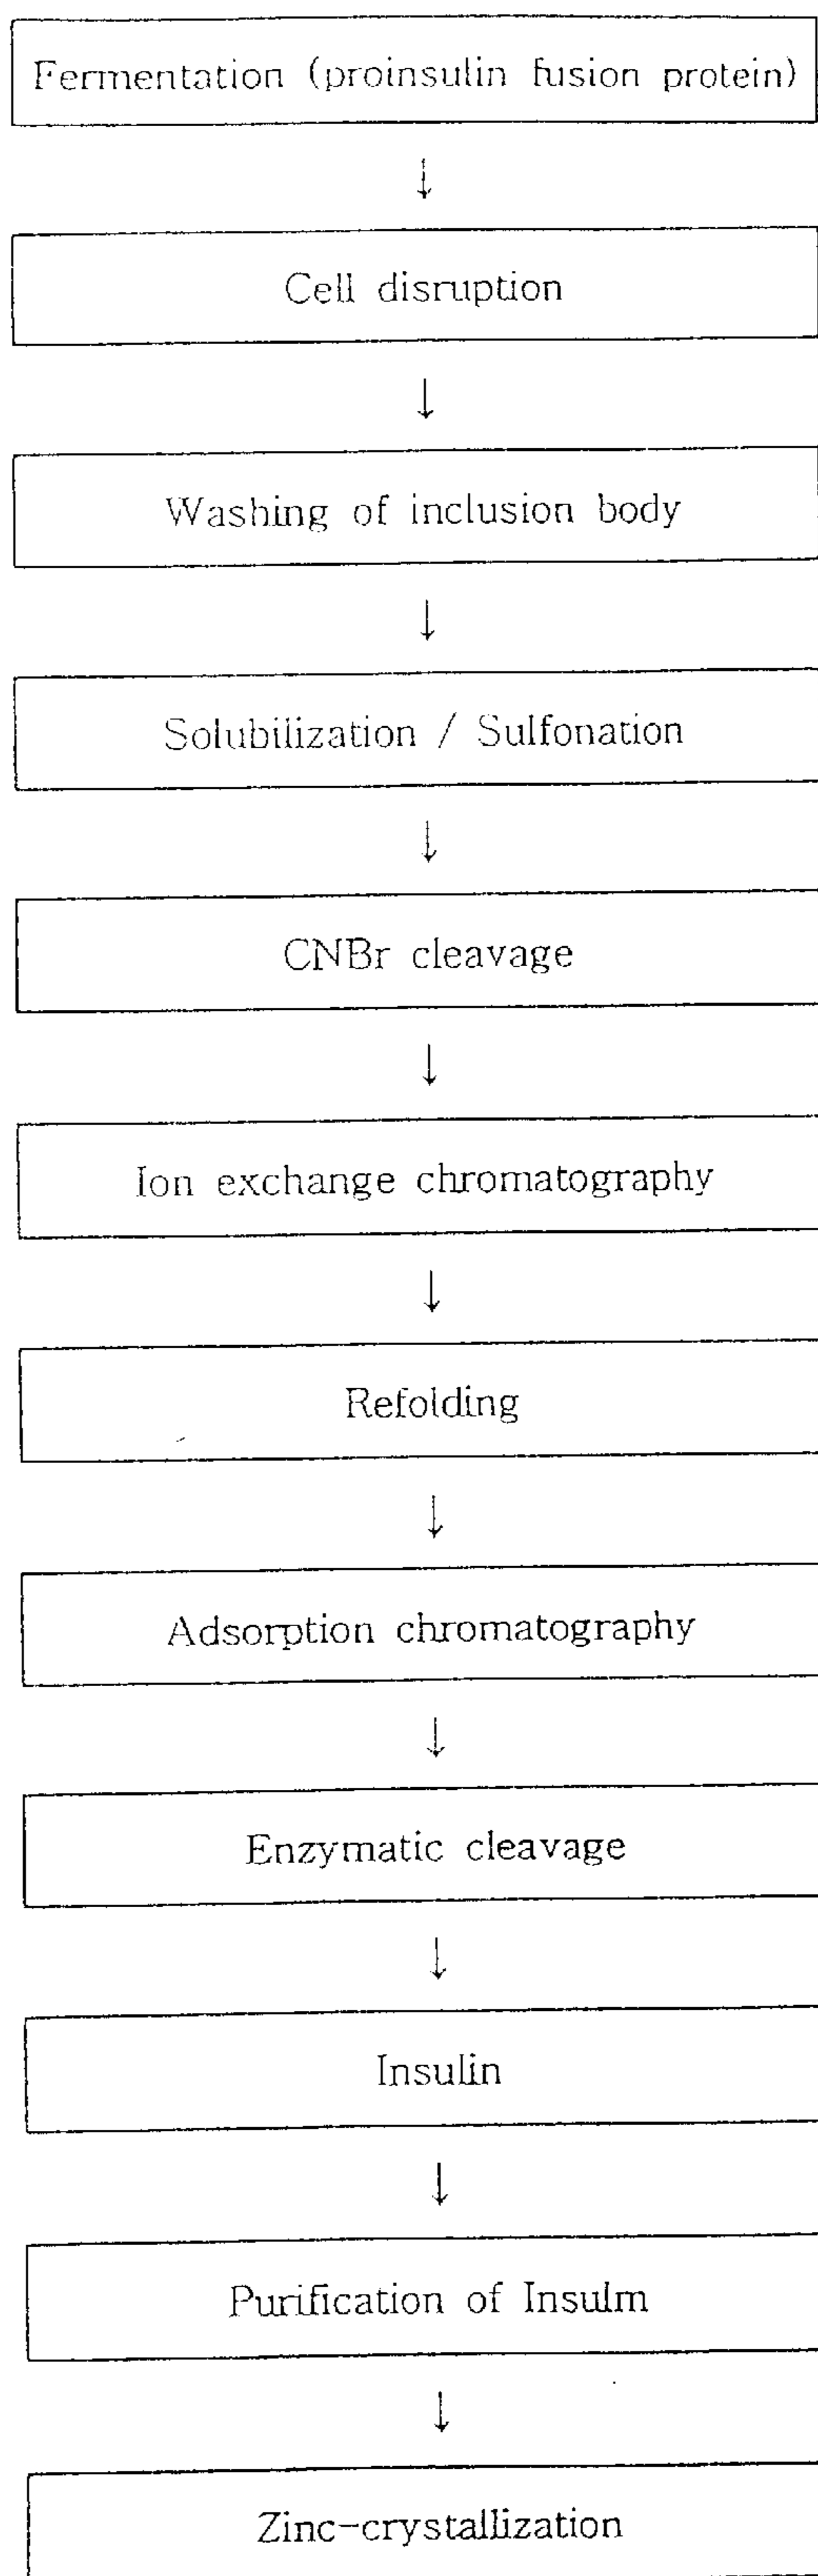 Fermentation (proinsulin fusion protein)
↓
Cell disruption
↓
Washing of inclusion body
↓
Solubilization / Sulfonation
↓
CNBr cleavage
↓
Ion exchange chromatography
↓
Refolding
↓
Adsorption chromatography
↓
Enzymatic cleavage
↓
Insulin
↓
Purification of Insulm
↓
Zinc-crystallization